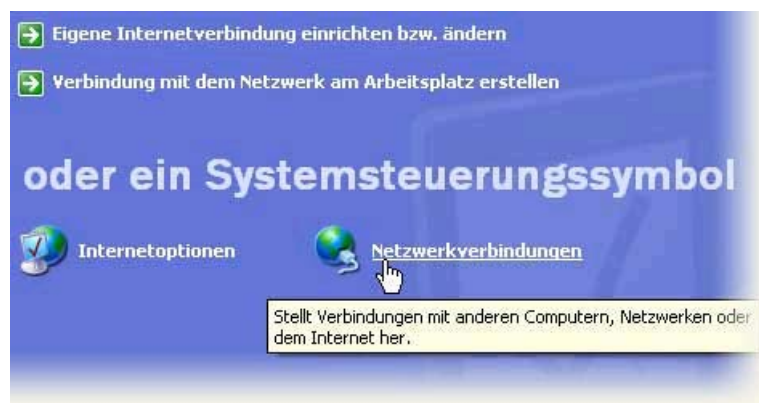 Eigene Internetverbindung einrichten bzw. ändern
Verbindung mit dem Netzwerk am Arbeitsplatz erstellen
oder ein Systemsteuerungssymbol
Internetoptionen
Netzwerkverbindungen
Stellt Verbindungen mit anderen Computern, Netzwerken oder
dem Internet her.